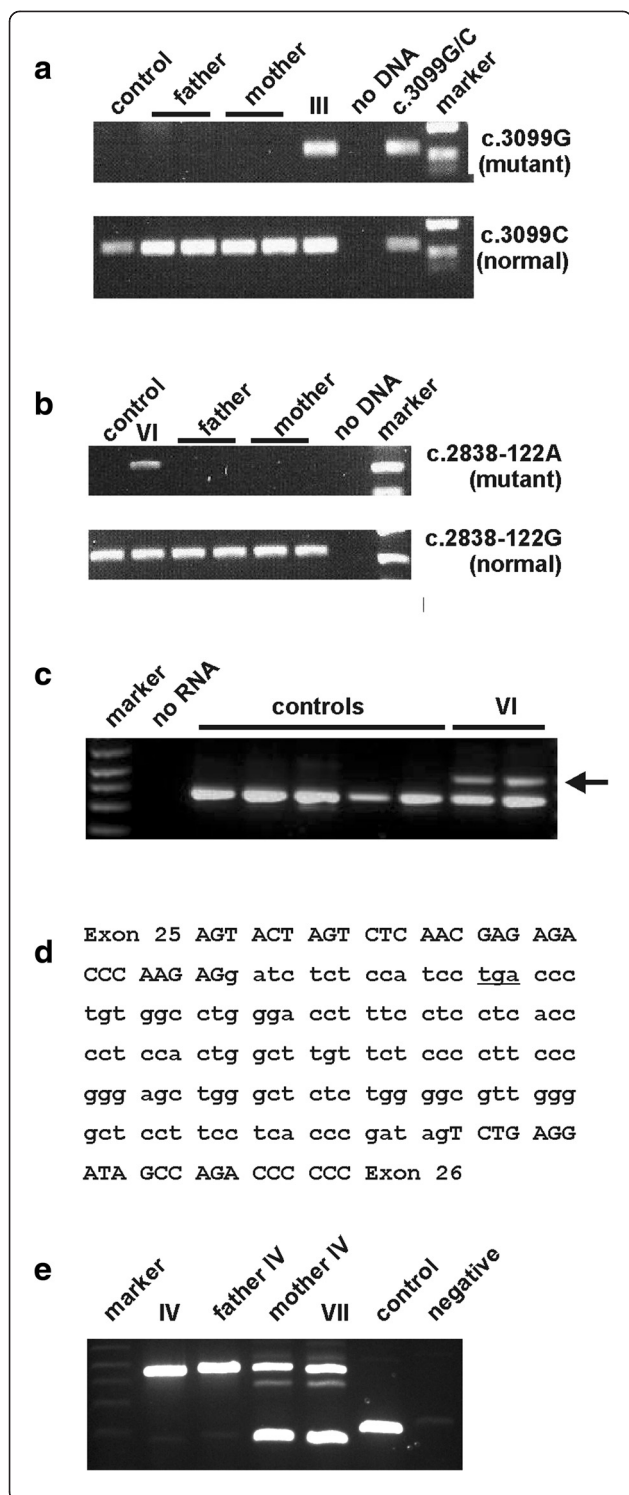 a
control
father
mother
III
no DNA
c.3099G/C
marker
c.3099G
(mutant)
c.3099C
(normal)
b
control
VI
father
mother
no DNA
marker
c.2838-122A
(mutant)
c.2838-122G
(normal)
c
marker
no RNA
controls
VI
d
Exon 25 AGT ACT AGT CTC AAC GAG AGA
CCC AAG AGg atc tct cca tcc tga ccc
tgt ggc ctg gga cct ttc ctc ctc acc
cct cca ctg gct tgt tct ccc ctt ccc
ggg agc tgg gct ctc tgg ggc gtt ggg
gct cct tcc tca ccc gat agT CTG AGG
ATA GCC AGA CCC CCC Exon 26
e
marker
IV
father IV
mother IV
VII
control
negative